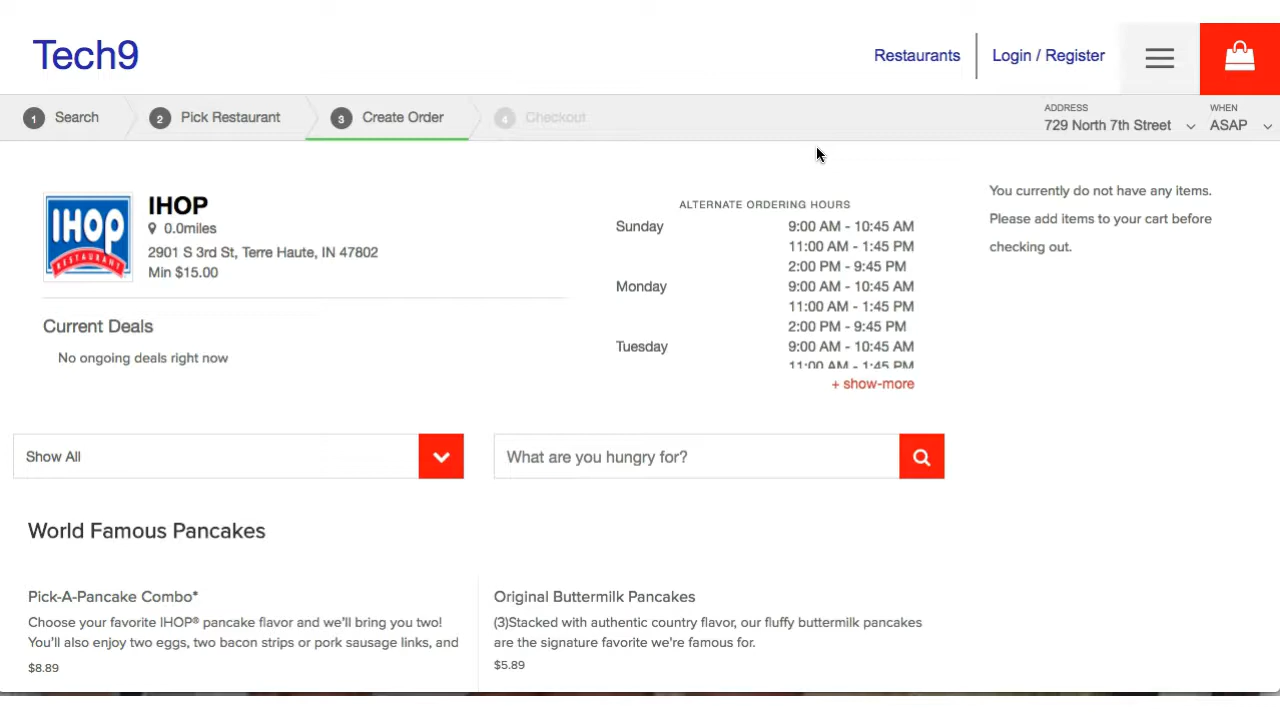 Tech9
Restaurants
Login / Register
1 Search
2 Pick Restaurant
3 Create Order
4 Checkout
ADDRESS
729 North 7th Street
WHEN
ASAP
IHOP
RESTAURANT
IHOP
0.0miles
2901 S 3rd St, Terre Haute, IN 47802
Min $15.00
Current Deals
No ongoing deals right now
ALTERNATE ORDERING HOURS
Sunday 9:00 AM - 10:45 AM
11:00 AM - 1:45 PM
2:00 PM - 9:45 PM
Monday 9:00 AM - 10:45 AM
11:00 AM - 1:45 PM
2:00 PM - 9:45 PM
Tuesday 9:00 AM - 10:45 AM
11:00 AM - 1:45 PM
+ show-more
You currently do not have any items.
Please add items to your cart before
checking out.
Show All
What are you hungry for?
World Famous Pancakes
Pick-A-Pancake Combo*
Choose your favorite IHOP® pancake flavor and we'll bring you two!
You'll also enjoy two eggs, two bacon strips or pork sausage links, and
$8.89
Original Buttermilk Pancakes
(3)Stacked with authentic country flavor, our fluffy buttermilk pancakes
are the signature favorite we're famous for.
$5.89